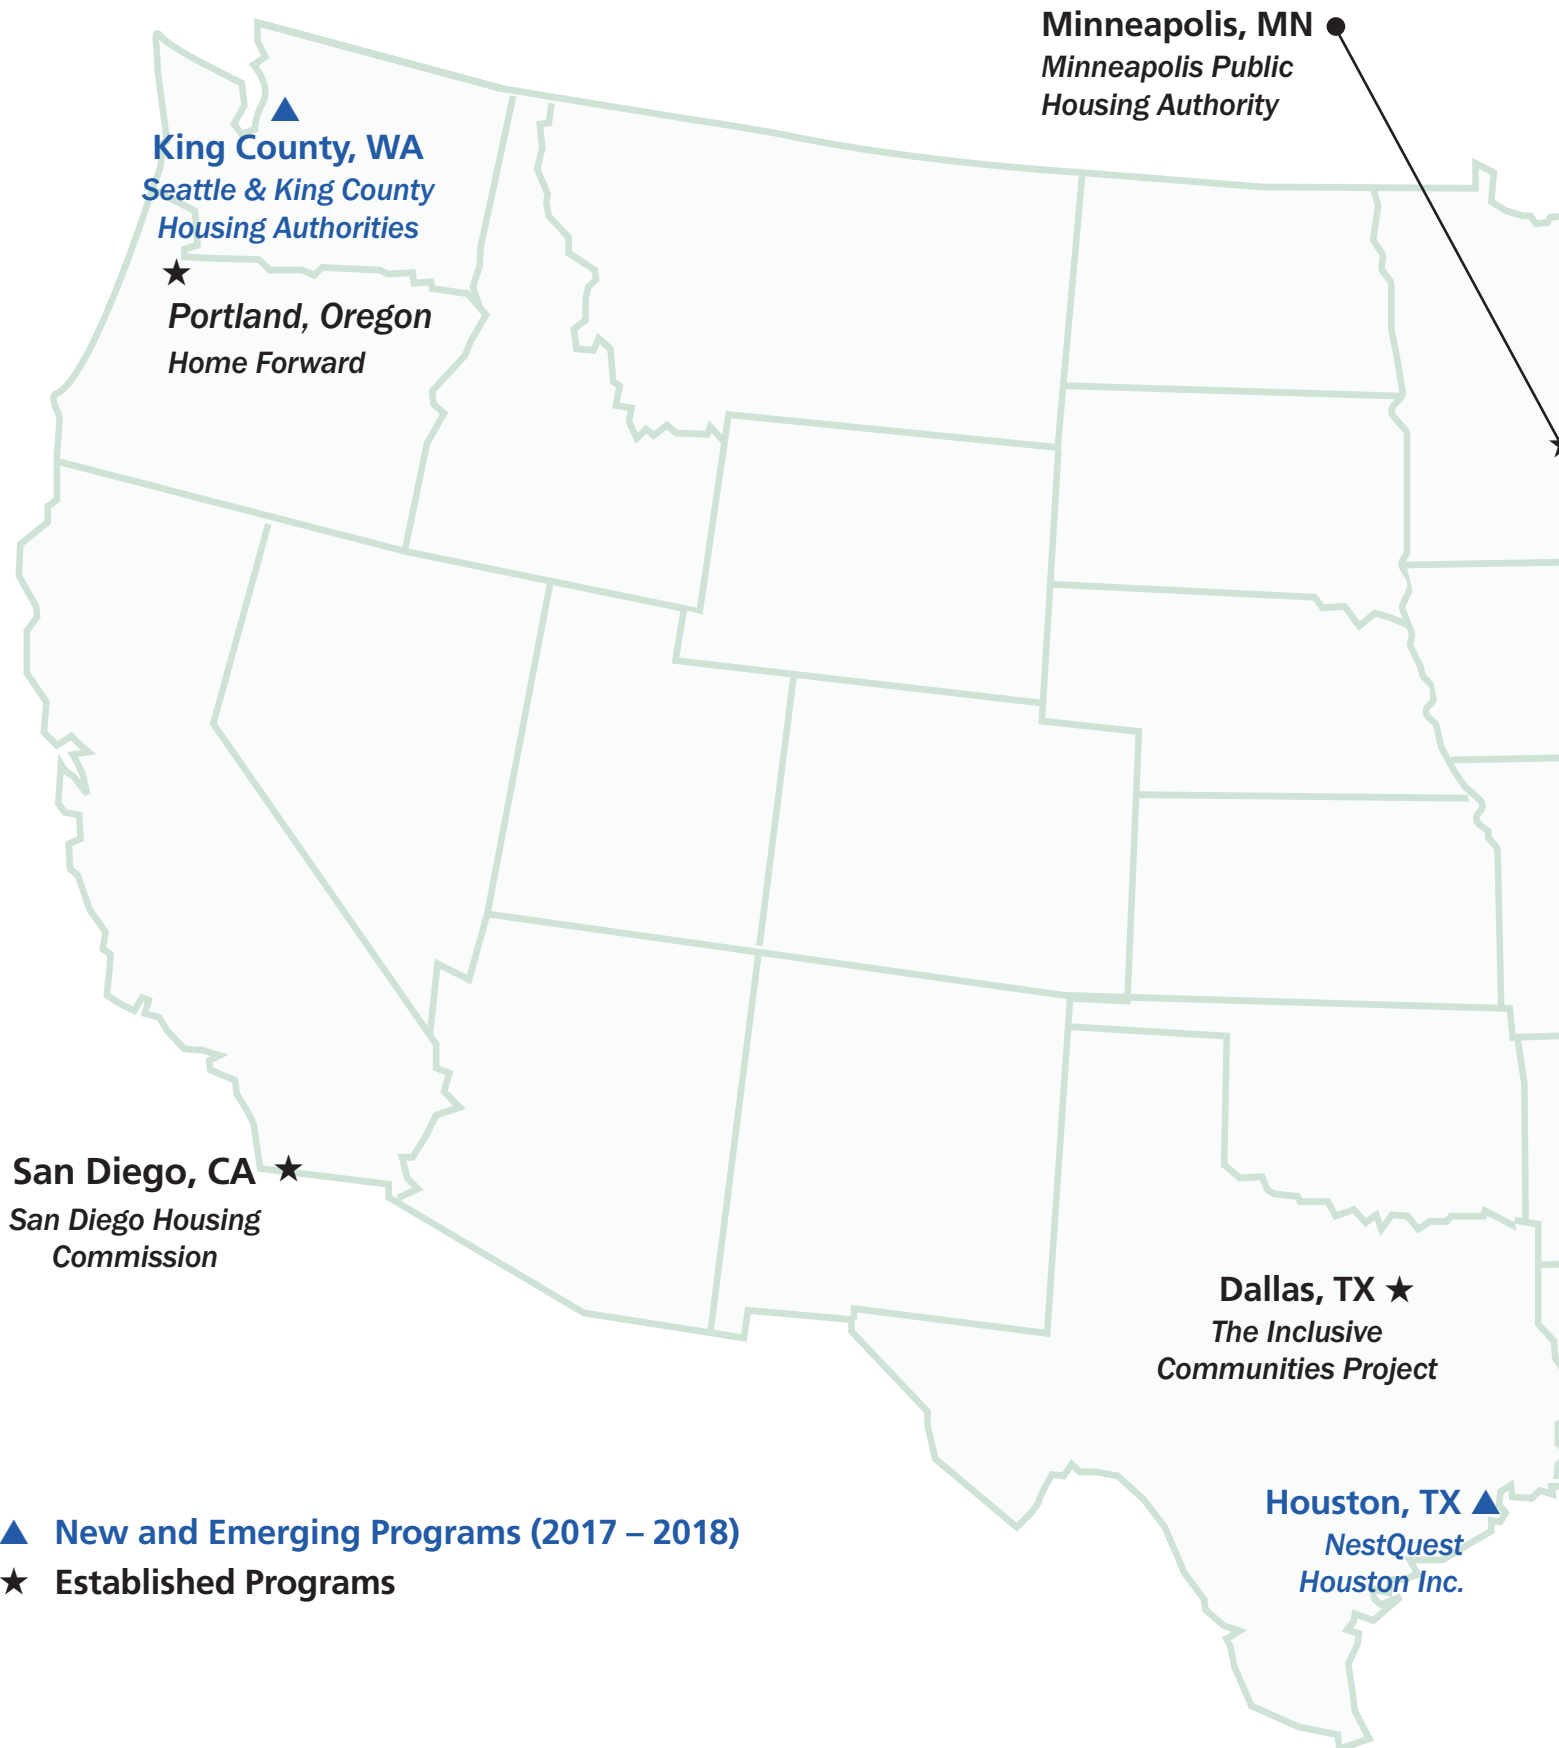 Minneapolis, MN
Minneapolis Public
Housing Authority
King County, WA
Seattle & King County
Housing Authorities
Portland, Oregon
Home Forward
San Diego, CA
San Diego Housing
Commission
Dallas, TX
The Inclusive
Communities Project
Houston, TX
NestQuest
Houston Inc.
New and Emerging Programs (2017 – 2018)
Established Programs